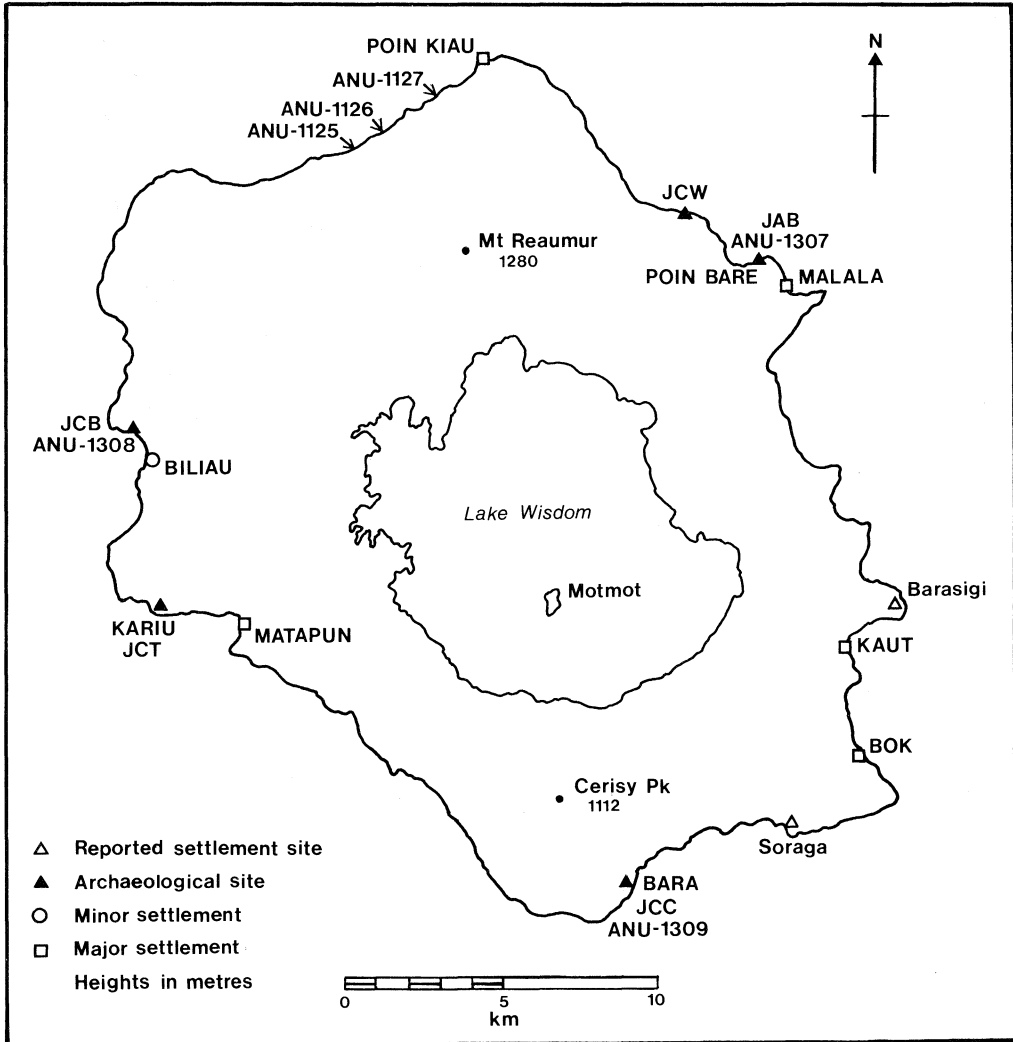 POIN KIAU
N
ANU-1127
ANU-1126
ANU-1125
JCW
JAB
ANU-1307
Mt Reaumur
1280
POIN BARE
MALALA
JCB
ANU-1308
BILIAU
Lake Wisdom
Motmot
Barasigi
KARIU
JCT
MATAPUN
KAUT
BOK
Cerisy Pk
1112
Soraga
BARA
JCC
ANU-1309
Reported settlement site
Archaeological site
Minor settlement
Major settlement
Heights in metres
0 5 10
km